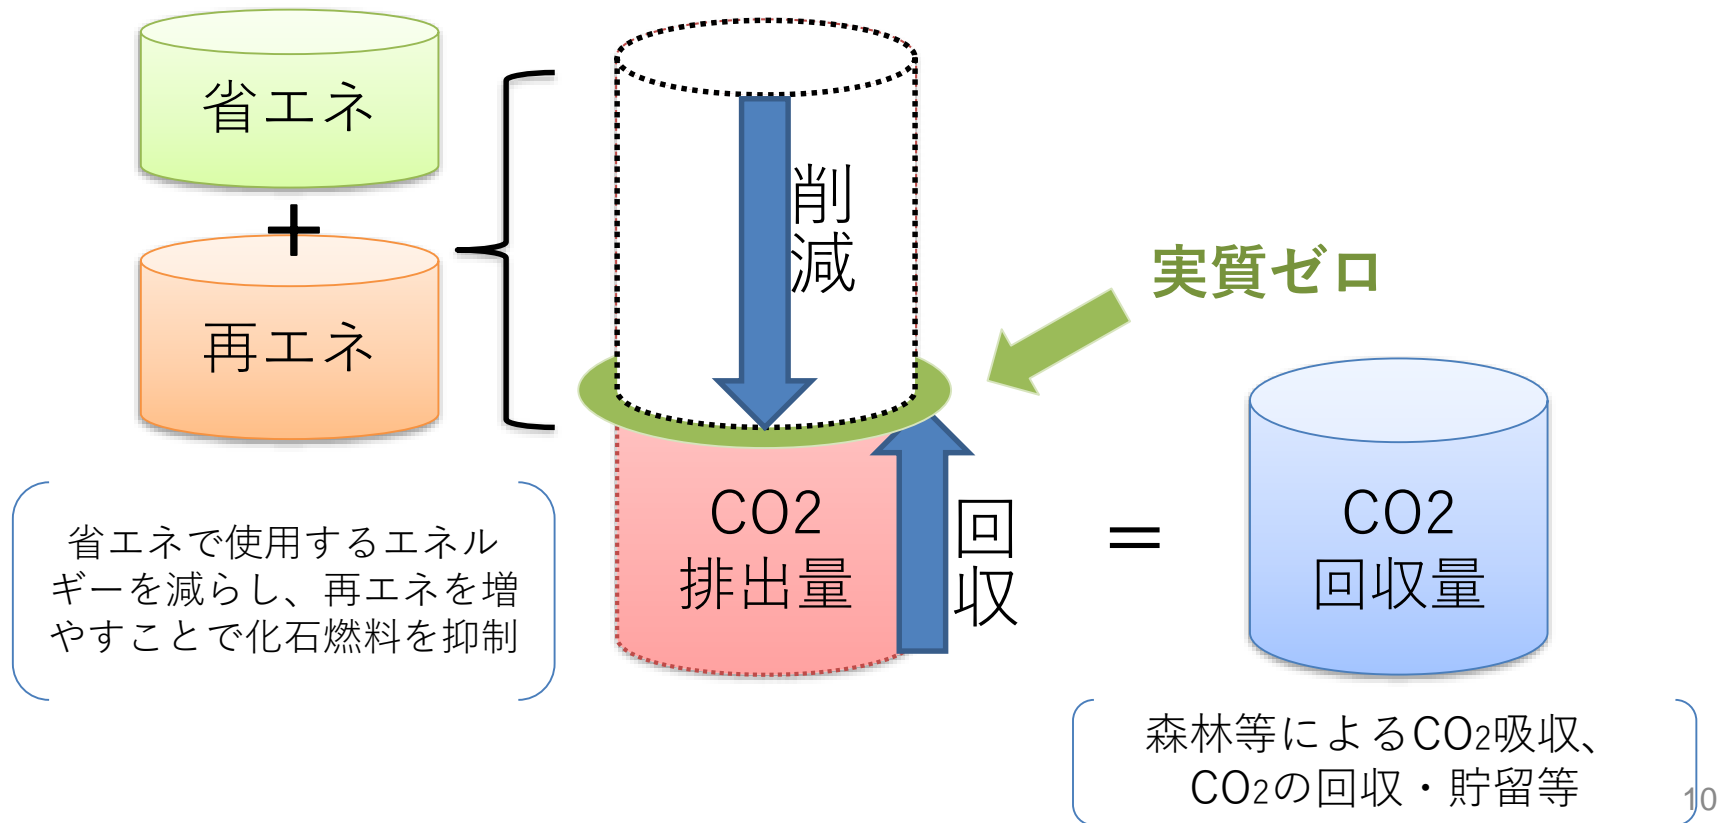 省エネ
+
再エネ
省エネで使用するエネル
ギーを減らし、再エネを増
やすことで化石燃料を抑制
削減
実質ゼロ
CO2
排出量
回収
=
CO2
回収量
森林等によるCO2吸収、
CO2の回収・貯留等
10